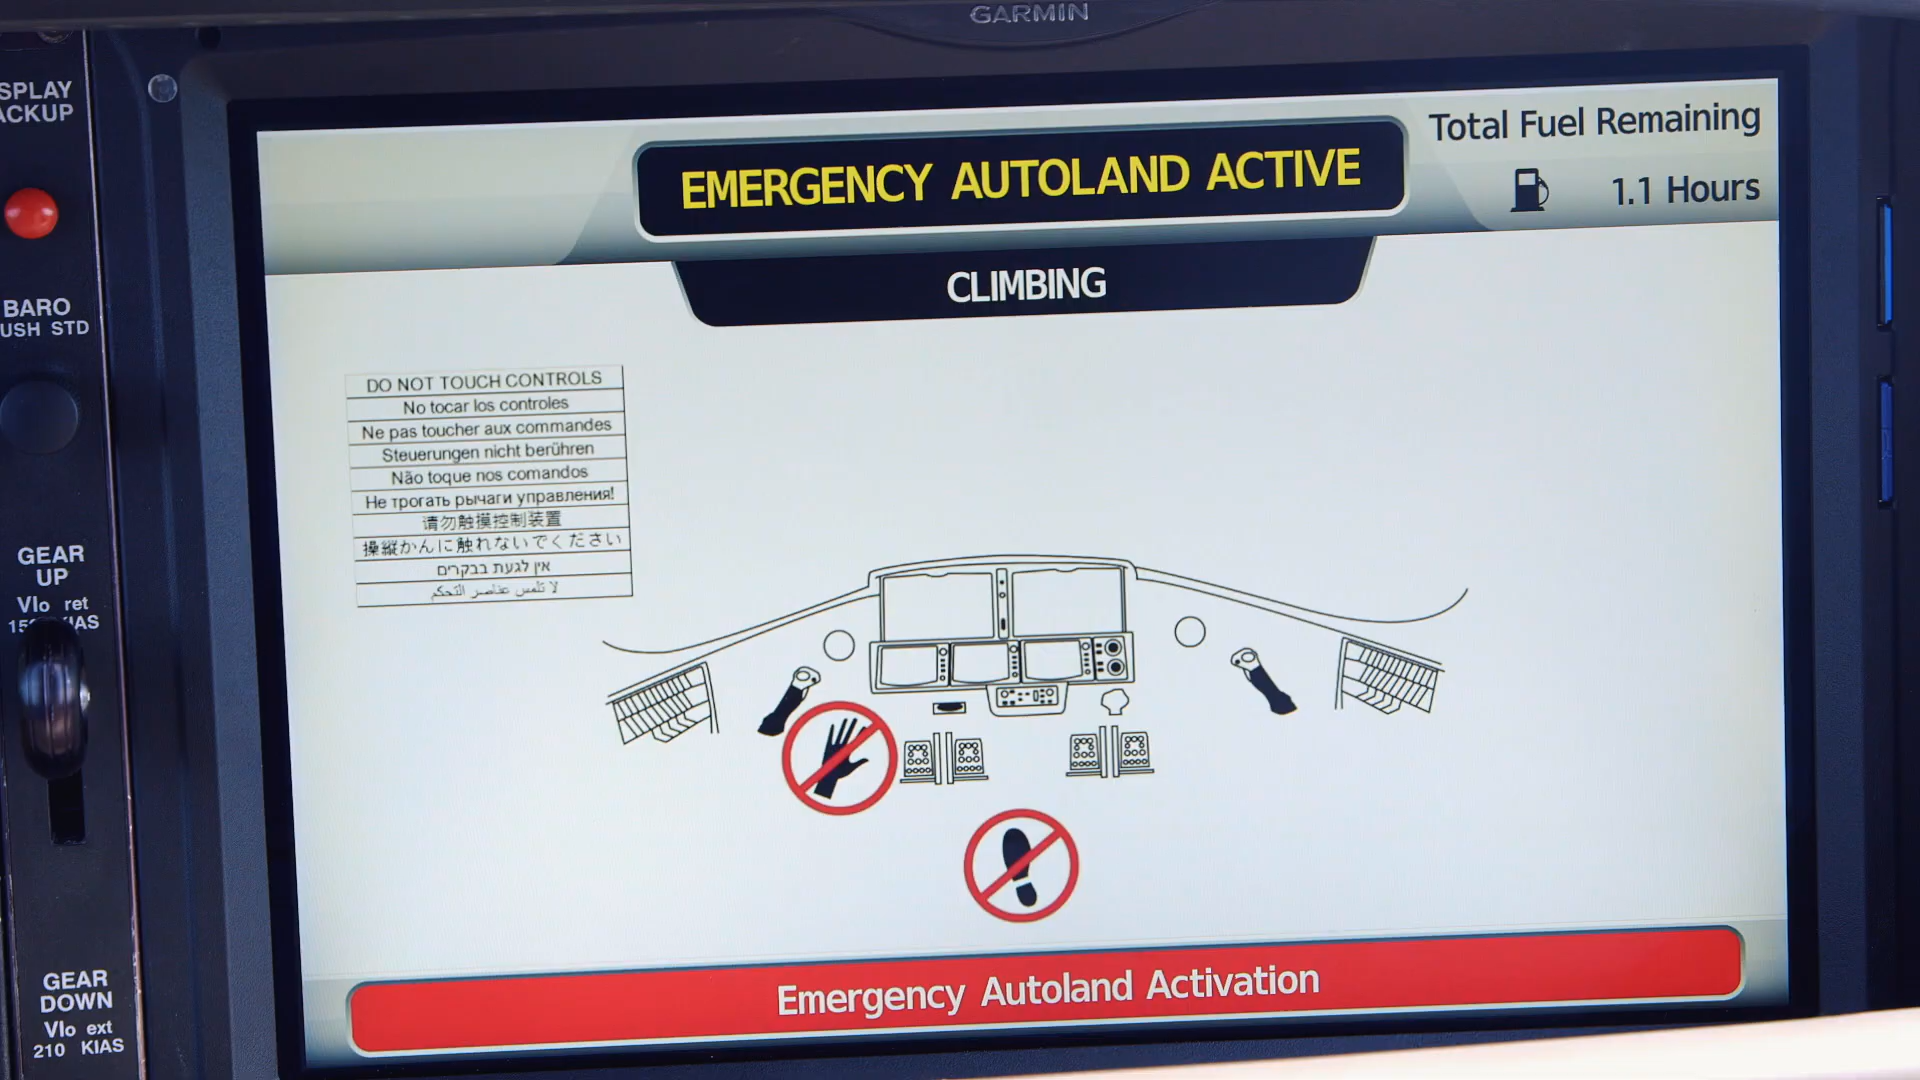 GARMIN
SPLAY
ACKUP
Total Fuel Remaining
EMERGENCY AUTOLAND ACTIVE
1.1 Hours
CLIMBING
BARO
USH STD
DO NOT TOUCH CONTROLS
No tocar los controles
Ne pas toucher aux commandes
Steuerungen nicht berühren
Não toque nos comandos
Не трогать рычаги управления!
请勿触摸控制装置
操縦かんに触れないでください
אין לגעת בבקרים
لا تلمس عناصر التحكم
GEAR
UP
Vlo ret
KIAS
Emergency Autoland Activation
GEAR
DOWN
Vlo ext
210 KIAS